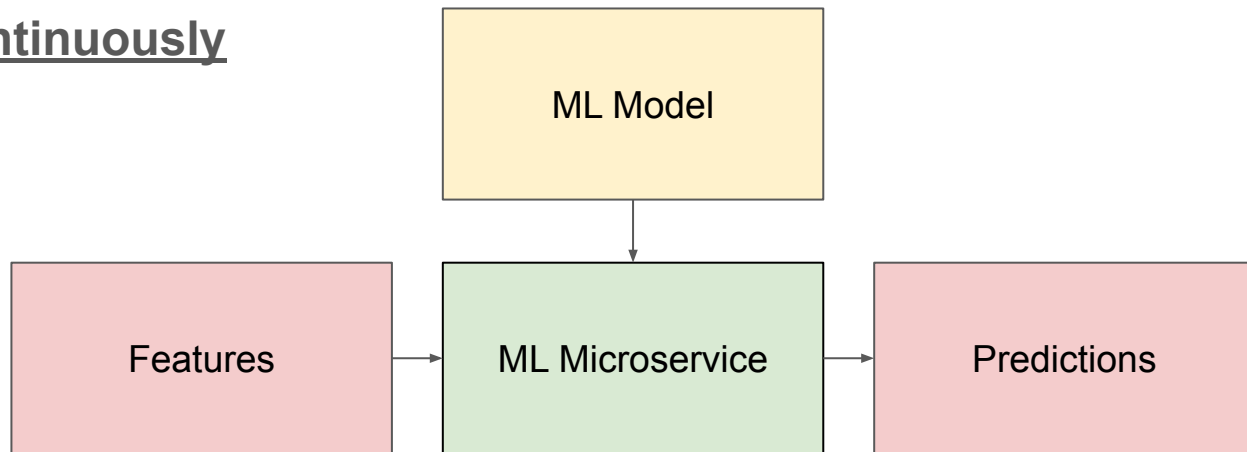 ntinuously
ML Model
Features
ML Microservice
Predictions